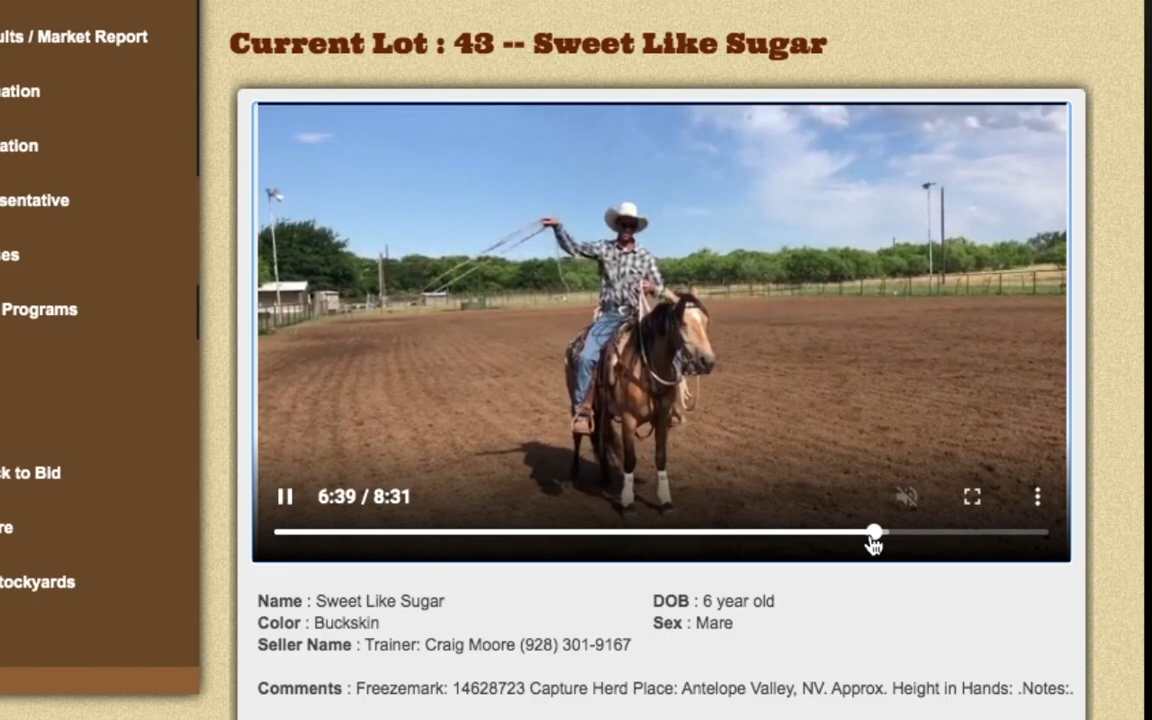 ults / Market Report
ation
ation
sentative
es
Programs
k to Bid
re
tockyards
Current Lot : 43 -- Sweet Like Sugar
6:39 / 8:31
Name : Sweet Like Sugar
DOB : 6 year old
Color : Buckskin
Sex : Mare
Seller Name : Trainer: Craig Moore (928) 301-9167
Comments : Freezemark: 14628723 Capture Herd Place: Antelope Valley, NV. Approx. Height in Hands: .Notes:.